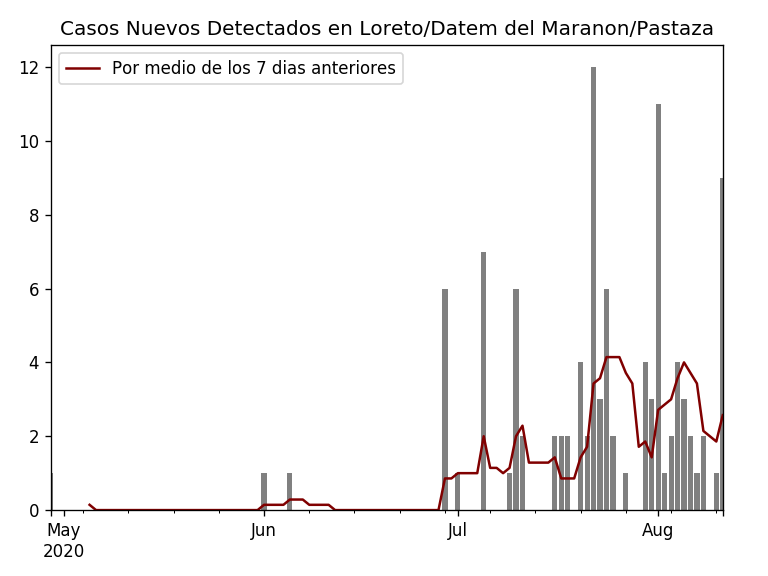 Casos Nuevos Detectados en Loreto/Datem del Maranon/Pastaza
Por medio de los 7 dias anteriores
12
10
8
6
4
2
0
May
2020
Jun
Jul
Aug